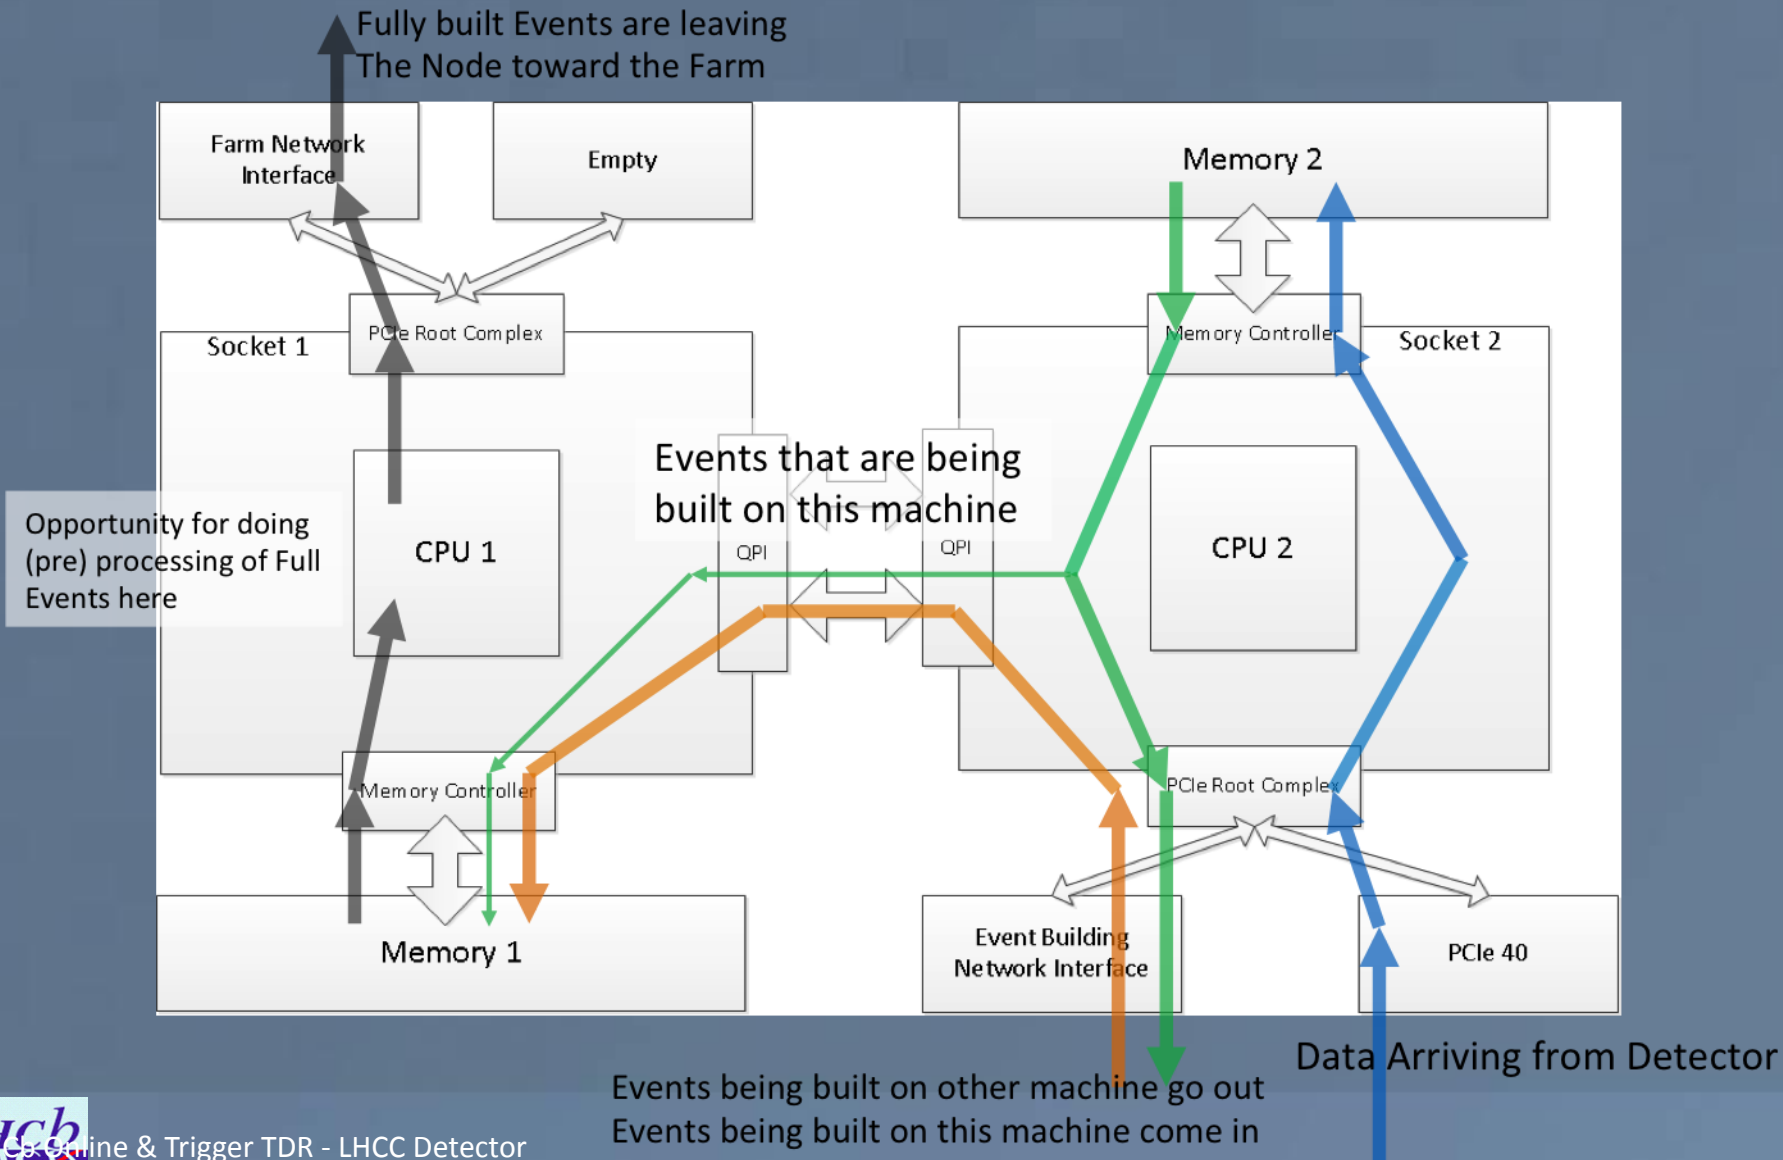 Fully built Events are leaving
The Node toward the Farm
Farm Network
Interface
Empty
Memory 2
PCIe Root Complex
Socket 1
Memory Controller
Socket 2
Events that are being
built on this machine
Opportunity for doing
(pre) processing of Full
Events here
CPU 1
QPI
QPI
CPU 2
Memory Controller
PCIe Root Complex
Memory 1
Event Building
Network Interface
PCIe 40
Data Arriving from Detector
Events being built on other machine go out
Events being built on this machine come in
Online & Trigger TDR - LHCC Detector